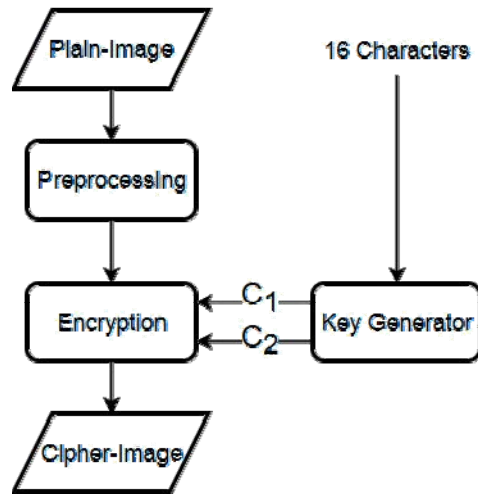 Plain-Image
16 Characters
Preprocessing
C1
Encryption
Key Generator
C2
Cipher-Image